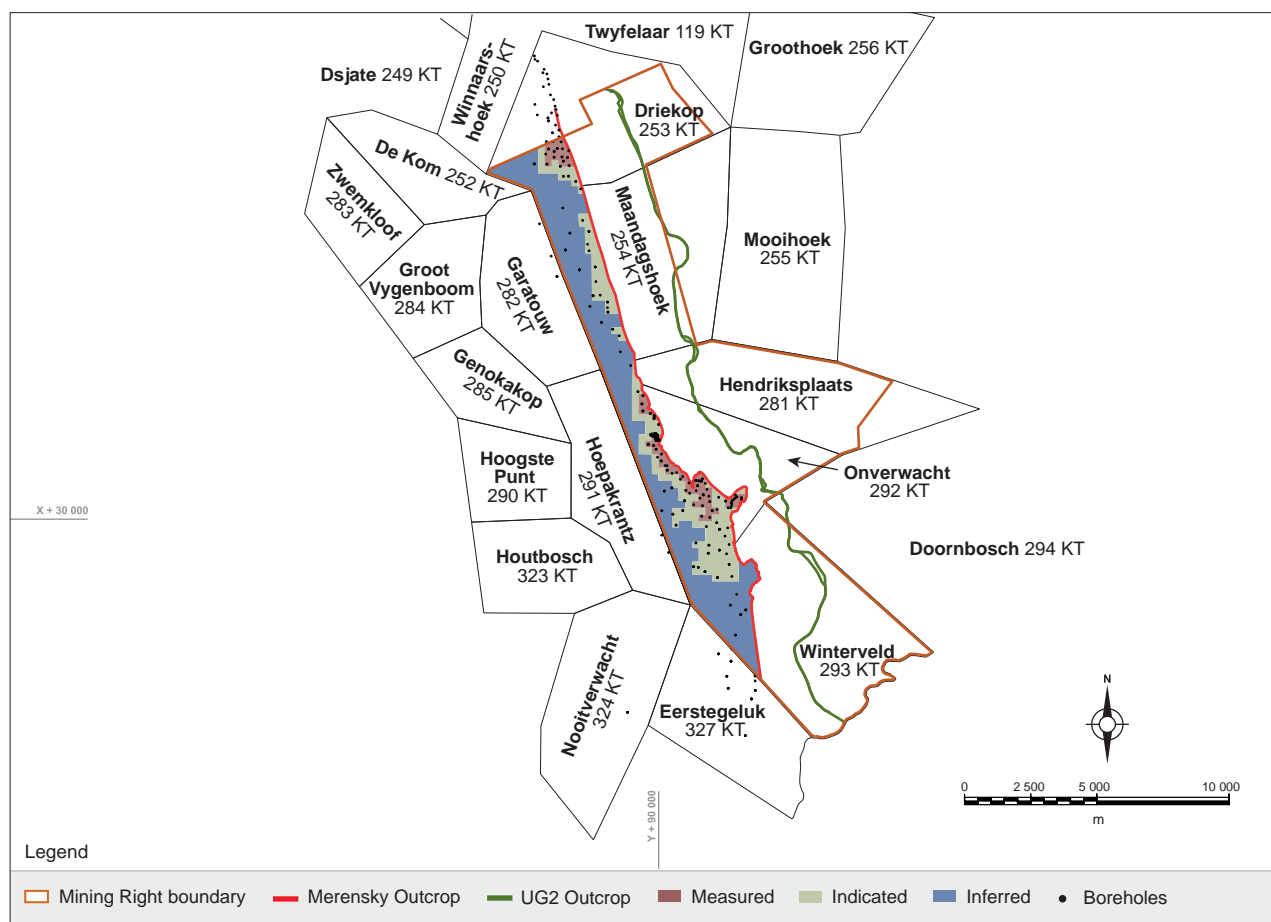 Twyfelaar 119 KT
Groothoek 256 KT
Dsjate 249 KT
Winnaars-
hoek 250 KT
Driekop
253 KT
De Kom 252 KT
Zwemkloof
283 KT
Maandagshoek
254 KT
Mooihoek
255 KT
Groot
Vygenboom
284 KT
Garatouw
282 KT
Genokakop
285 KT
Hendriksplaats
281 KT
Hoogste
Punt
290 KT
Hoepakrantz
291 KT
Onverwacht
292 KT
X + 30 000
Houtbosch
323 KT
Doornbosch 294 KT
Winterveld
293 KT
Nooitverwacht
324 KT
Eerstegeluk
327 KT
N
Y + 90 000
0 2 500 5 000 10 000
m
Legend
Mining Right boundary Merensky Outcrop UG2 Outcrop Measured Indicated Inferred Boreholes